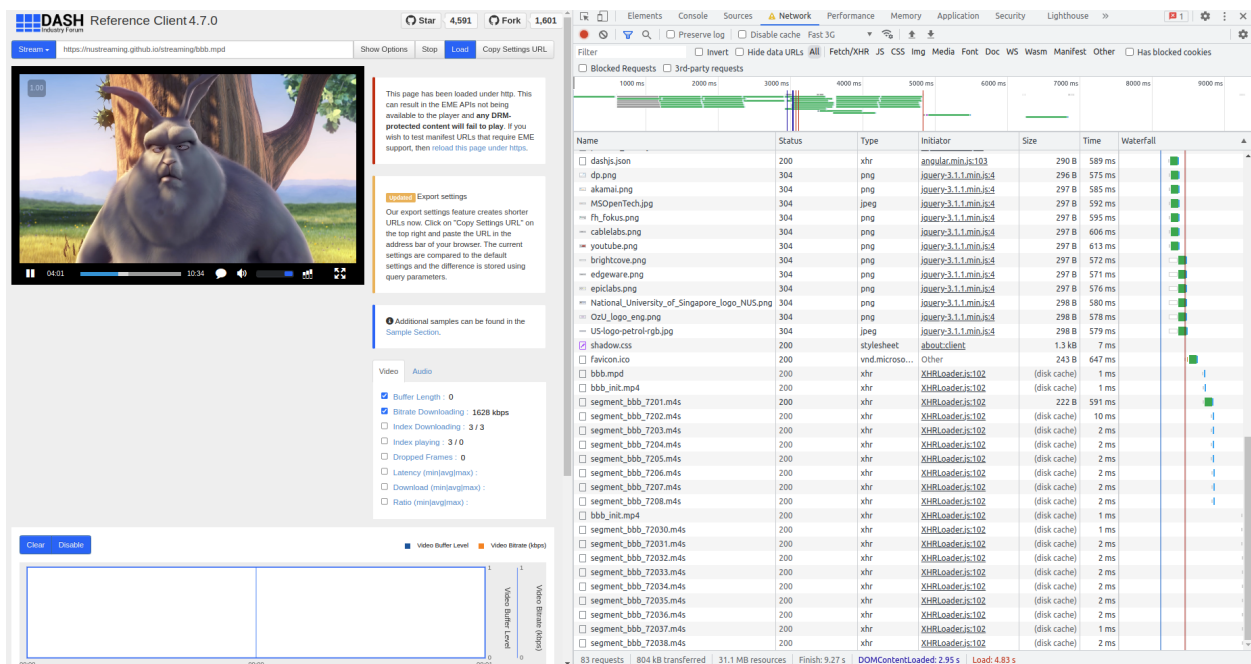 DASH Reference Client 4.7.0
Industry Forum
Star 4,591 Fork 1,601
Stream https://nustreaming.github.io/streaming/bbb.mpd Show Options Stop Load Copy Settings URL
1.00
04:01 10:34
This page has been loaded under http. This
can result in the EME APIs not being
available to the player and any DRM-
protected content will fail to play. If you
wish to test manifest URLs that require EME
support, then reload this page under https.
Updated Export settings
Our export settings feature creates shorter
URLs now. Click on "Copy Settings URL" on
the top right and paste the URL in the
address bar of your browser. The current
settings are compared to the default
settings and the difference is stored using
query parameters.
Additional samples can be found in the
Sample Section.
Video Audio
Buffer Length : 0
Bitrate Downloading : 1628 kbps
Index Downloading : 3 / 3
Index playing : 3 / 0
Dropped Frames : 0
Latency (min|avg|max) :
Download (min|avg|max) :
Ratio (min|avg|max) :
Clear Disable
Video Buffer Level Video Bitrate (kbps)
1 1
Video Buffer Level
Video Bitrate (kbps)
0 0
00:00 00:00 00:01
Elements Console Sources Network Performance Memory Application Security Lighthouse » 1
Preserve log Disable cache Fast 3G
Filter Invert Hide data URLs All Fetch/XHR JS CSS Img Media Font Doc WS Wasm Manifest Other Has blocked cookies
Blocked Requests 3rd-party requests
1000 ms 2000 ms 3000 ms 4000 ms 5000 ms 6000 ms 7000 ms 8000 ms 9000 ms
Name Status Type Initiator Size Time Waterfall
dashjs.json 200 xhr angular.min.js:103 290 B 589 ms
dp.png 304 png jquery-3.1.1.min.js:4 296 B 575 ms
akamai.png 304 png jquery-3.1.1.min.js:4 297 B 585 ms
MSOpenTech.jpg 304 jpeg jquery-3.1.1.min.js:4 297 B 592 ms
fh_fokus.png 304 png jquery-3.1.1.min.js:4 297 B 595 ms
cablelabs.png 304 png jquery-3.1.1.min.js:4 297 B 606 ms
youtube.png 304 png jquery-3.1.1.min.js:4 297 B 613 ms
brightcove.png 304 png jquery-3.1.1.min.js:4 298 B 572 ms
edgeware.png 304 png jquery-3.1.1.min.js:4 297 B 571 ms
epiclabs.png 304 png jquery-3.1.1.min.js:4 297 B 576 ms
National_University_of_Singapore_logo_NUS.png 304 png jquery-3.1.1.min.js:4 298 B 580 ms
OzU_logo_eng.png 304 png jquery-3.1.1.min.js:4 298 B 578 ms
US-logo-petrol-rgb.jpg 304 jpeg jquery-3.1.1.min.js:4 298 B 579 ms
shadow.css 200 stylesheet about:client 1.3 kB 7 ms
favicon.ico 200 vnd.microso... Other 243 B 647 ms
bbb.mpd 200 xhr XHRLoader.js:102 (disk cache) 1 ms
bbb_init.mp4 200 xhr XHRLoader.js:102 (disk cache) 1 ms
segment_bbb_7201.m4s 200 xhr XHRLoader.js:102 222 B 591 ms
segment_bbb_7202.m4s 200 xhr XHRLoader.js:102 (disk cache) 10 ms
segment_bbb_7203.m4s 200 xhr XHRLoader.js:102 (disk cache) 2 ms
segment_bbb_7204.m4s 200 xhr XHRLoader.js:102 (disk cache) 2 ms
segment_bbb_7205.m4s 200 xhr XHRLoader.js:102 (disk cache) 2 ms
segment_bbb_7206.m4s 200 xhr XHRLoader.js:102 (disk cache) 2 ms
segment_bbb_7207.m4s 200 xhr XHRLoader.js:102 (disk cache) 2 ms
segment_bbb_7208.m4s 200 xhr XHRLoader.js:102 (disk cache) 2 ms
bbb_init.mp4 200 xhr XHRLoader.js:102 (disk cache) 1 ms
segment_bbb_72030.m4s 200 xhr XHRLoader.js:102 (disk cache) 1 ms
segment_bbb_72031.m4s 200 xhr XHRLoader.js:102 (disk cache) 2 ms
segment_bbb_72032.m4s 200 xhr XHRLoader.js:102 (disk cache) 2 ms
segment_bbb_72033.m4s 200 xhr XHRLoader.js:102 (disk cache) 2 ms
segment_bbb_72034.m4s 200 xhr XHRLoader.js:102 (disk cache) 2 ms
segment_bbb_72035.m4s 200 xhr XHRLoader.js:102 (disk cache) 2 ms
segment_bbb_72036.m4s 200 xhr XHRLoader.js:102 (disk cache) 2 ms
segment_bbb_72037.m4s 200 xhr XHRLoader.js:102 (disk cache) 1 ms
segment_bbb_72038.m4s 200 xhr XHRLoader.js:102 (disk cache) 2 ms
83 requests 804 kB transferred 31.1 MB resources Finish: 9.27 s DOMContentLoaded: 2.95 s Load: 4.83 s